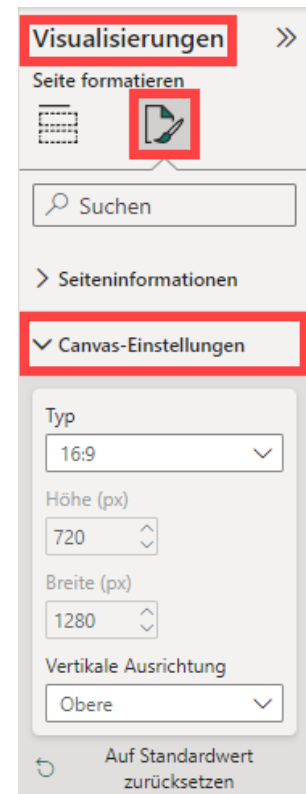 Visualisierungen
Seite formatieren
Suchen
Seiteninformationen
Canvas-Einstellungen
Typ
16:9
Höhe (px)
720
Breite (px)
1280
Vertikale Ausrichtung
Obere
Auf Standardwert
zurücksetzen